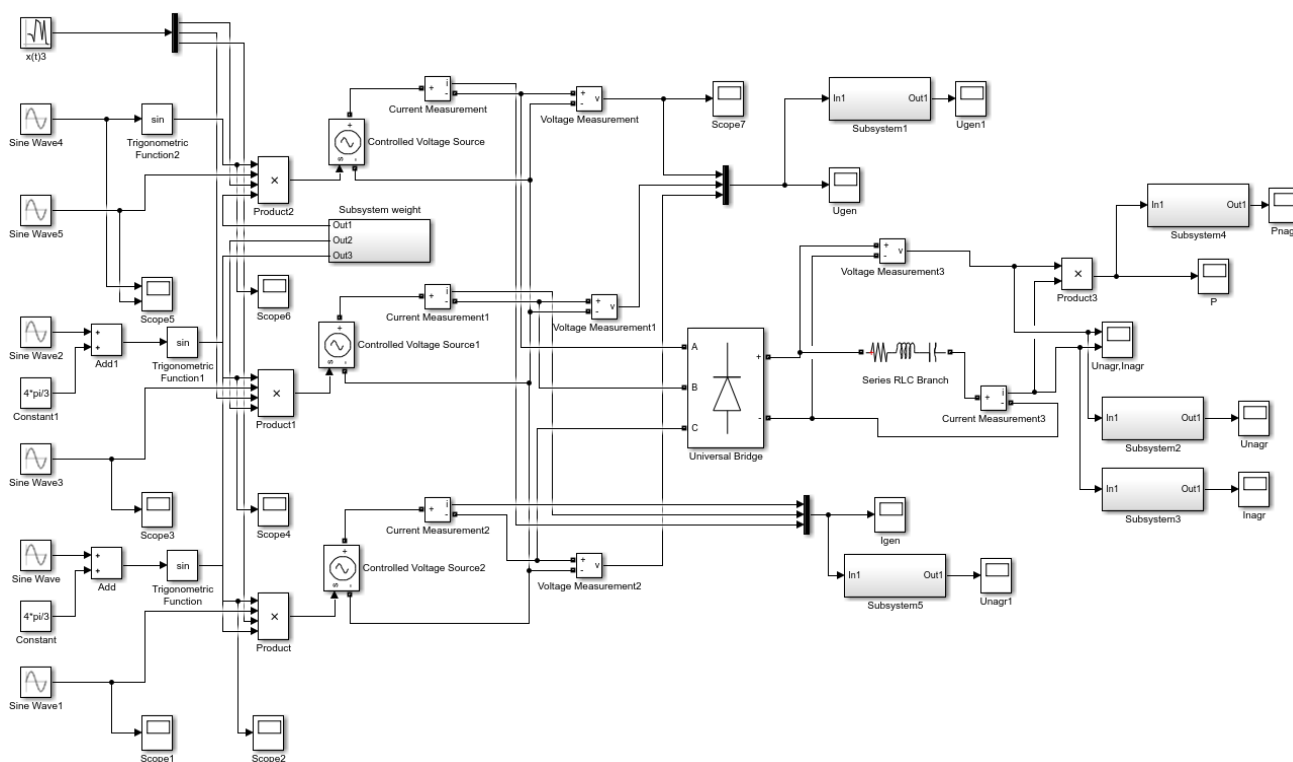 x(t)3
Sine Wave4
sin
Trigonometric
Function2
Sine Wave5
Scope5
×
Product2
Subsystem weight
Out1
Out2
Out3
Scope6
Sine Wave2
+
+
Add1
4*pi/3
Constant1
sin
Trigonometric
Function1
×
Product1
Sine Wave3
Scope3
Scope4
Sine Wave
+
+
Add
4*pi/3
Constant
sin
Trigonometric
Function
×
Product
Sine Wave1
Scope1
Scope2
+
i
-
Current Measurement
+
-
s
Controlled Voltage Source
+
-
v
Voltage Measurement
Scope7
+
i
-
Current Measurement1
+
-
s
Controlled Voltage Source1
+
-
v
Voltage Measurement1
+
i
-
Current Measurement2
+
-
s
Controlled Voltage Source2
+
-
v
Voltage Measurement2
In1
Out1
Subsystem1
Ugen1
Ugen
A
B
C
+
-
Universal Bridge
+
-
v
Voltage Measurement3
Series RLC Branch
+
i
-
Current Measurement3
×
Product3
In1
Out1
Subsystem4
Pnag
P
Unagr,Inagr
In1
Out1
Subsystem2
Unagr
In1
Out1
Subsystem3
Inagr
Igen
In1
Out1
Subsystem5
Unagr1